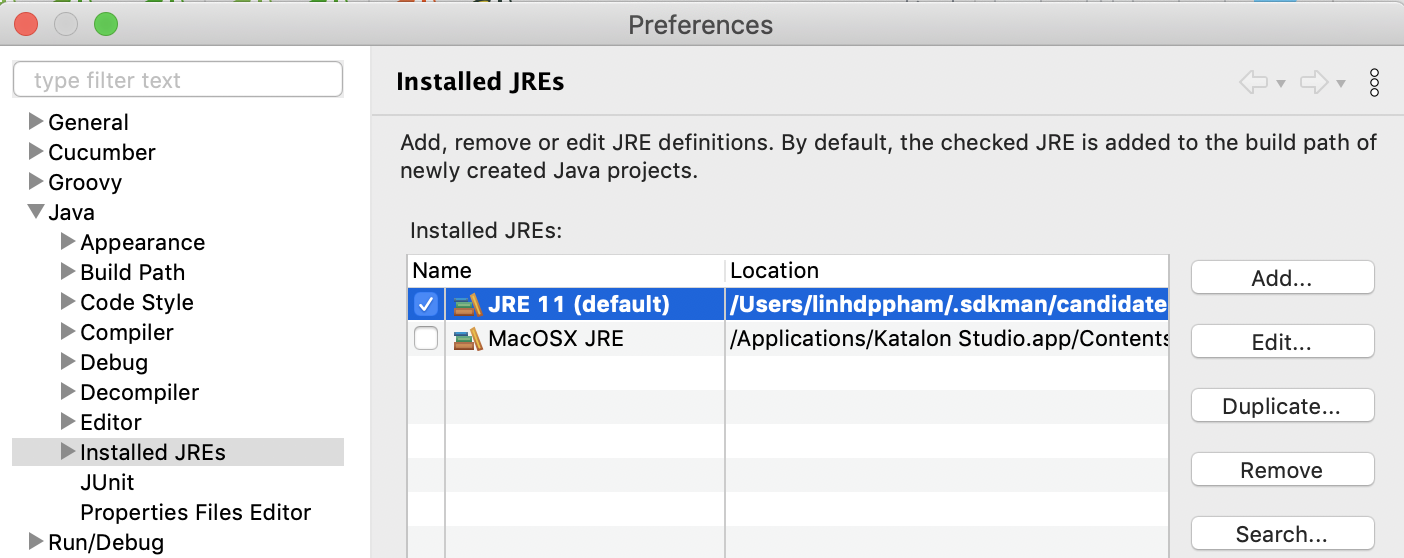 Preferences
type filter text
General
Cucumber
Groovy
Java
Appearance
Build Path
Code Style
Compiler
Debug
Decompiler
Editor
Installed JREs
JUnit
Properties Files Editor
Run/Debug
Installed JREs
Add, remove or edit JRE definitions. By default, the checked JRE is added to the build path of
newly created Java projects.
Installed JREs:
Name Location
JRE 11 (default) /Users/linhdppham/.sdkman/candidate
MacOSX JRE /Applications/Katalon Studio.app/Contents
Add...
Edit...
Duplicate...
Remove
Search...